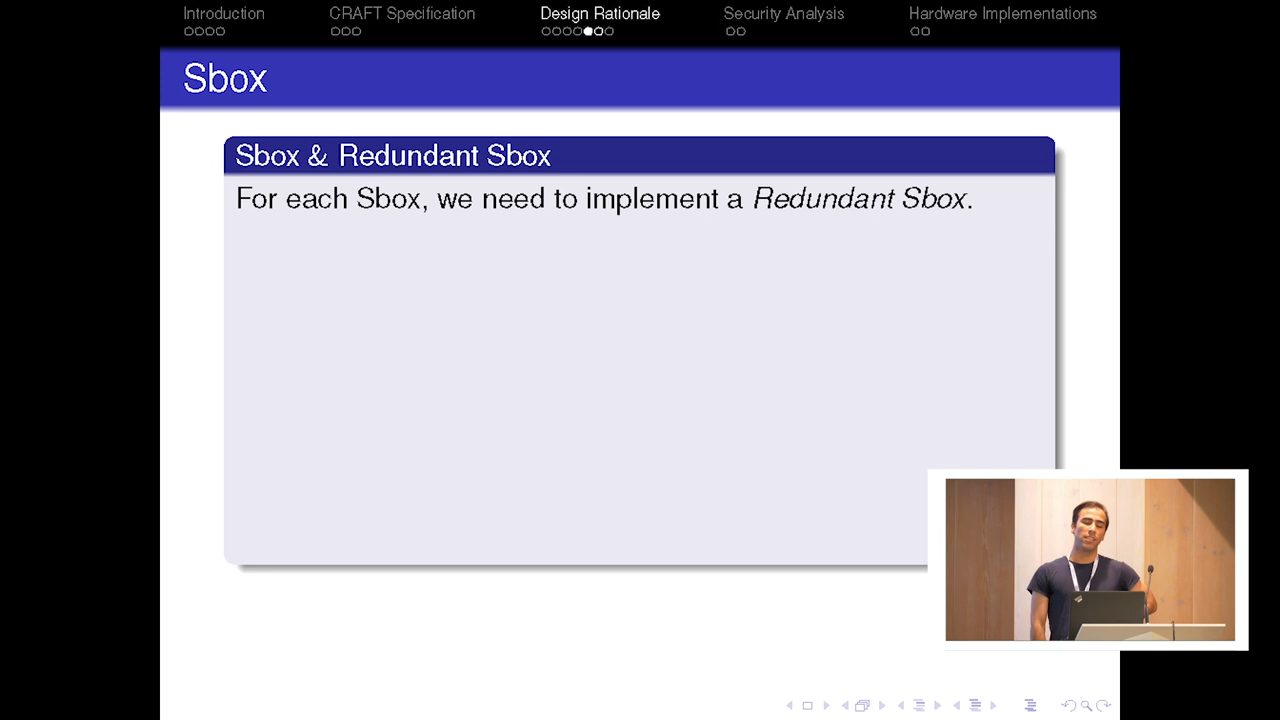 Introduction
CRAFT Specification
Design Rationale
Security Analysis
Hardware Implementations
Sbox
Sbox & Redundant Sbox
For each Sbox, we need to implement a Redundant Sbox.